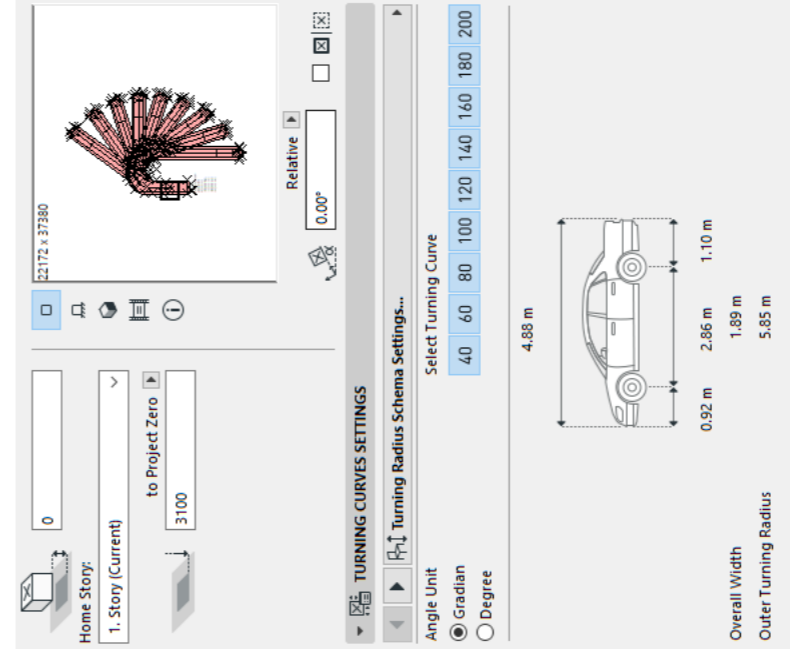 0
Home Story:
1. Story (Current)
to Project Zero
3100
22172 x 37380
Relative
0.00°
TURNING CURVES SETTINGS
Turning Radius Schema Settings...
Angle Unit
Gradian
Degree
Select Turning Curve
40 60 80 100 120 140 160 180 200
4.88 m
0.92 m 2.86 m 1.10 m
Overall Width 1.89 m
Outer Turning Radius 5.85 m